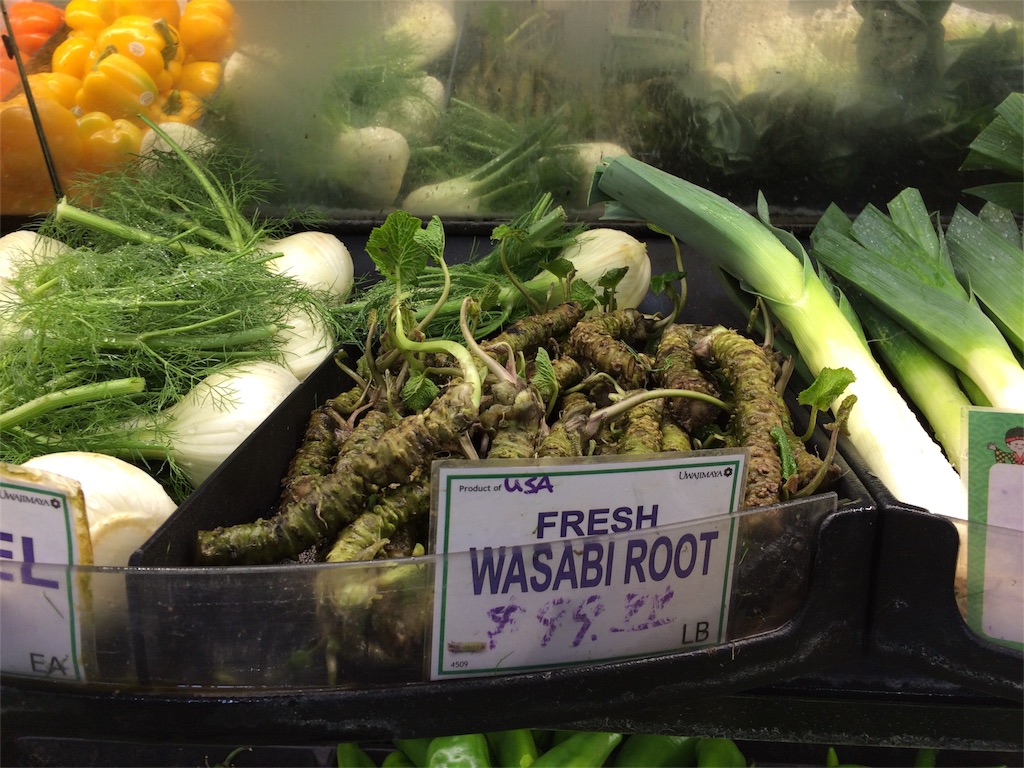 Product of USA
UWAJIMAYA
FRESH
WASABI ROOT
LB
4509
UWAJIMAYA
EL
EA